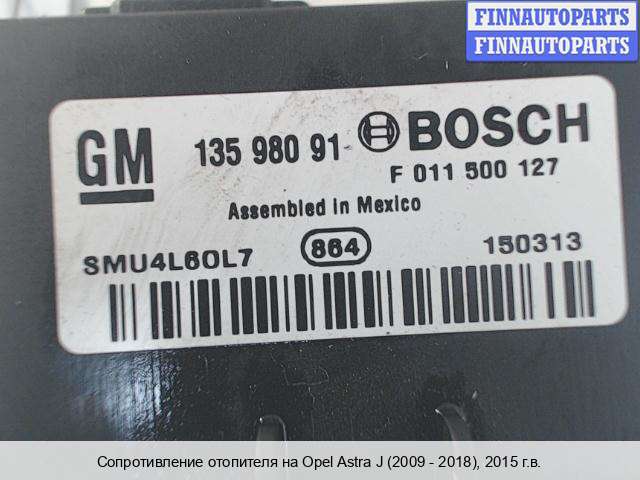 FINNAUTOPARTS
FINNAUTOPARTS
GM 135 980 91 BOSCH
F 011 500 127
Assembled in Mexico
SMU4L60L7 864 150313
Сопротивление отопителя на Opel Astra J (2009 - 2018), 2015 г.в.